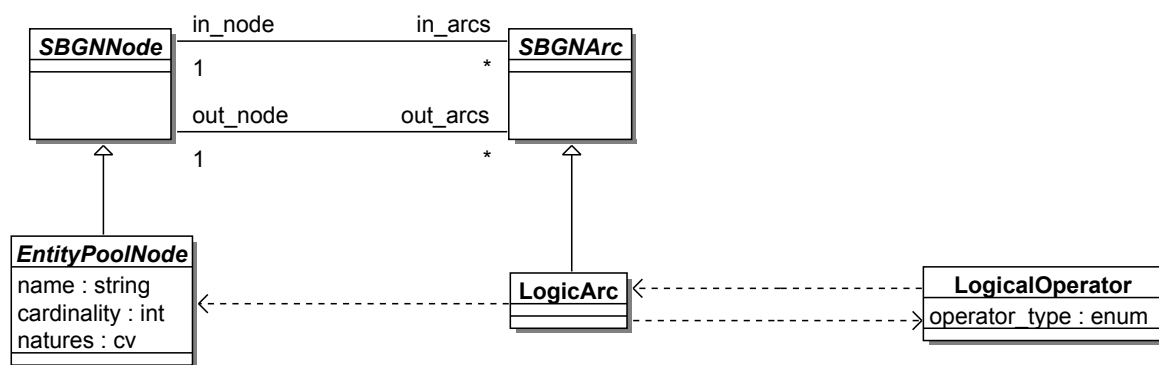 in_node in_arcs
SBGNNode SBGNArc
1 *
out_node out_arcs
1 *
EntityPoolNode
name : string
cardinality : int
natures : cv
LogicArc
LogicalOperator
operator_type : enum